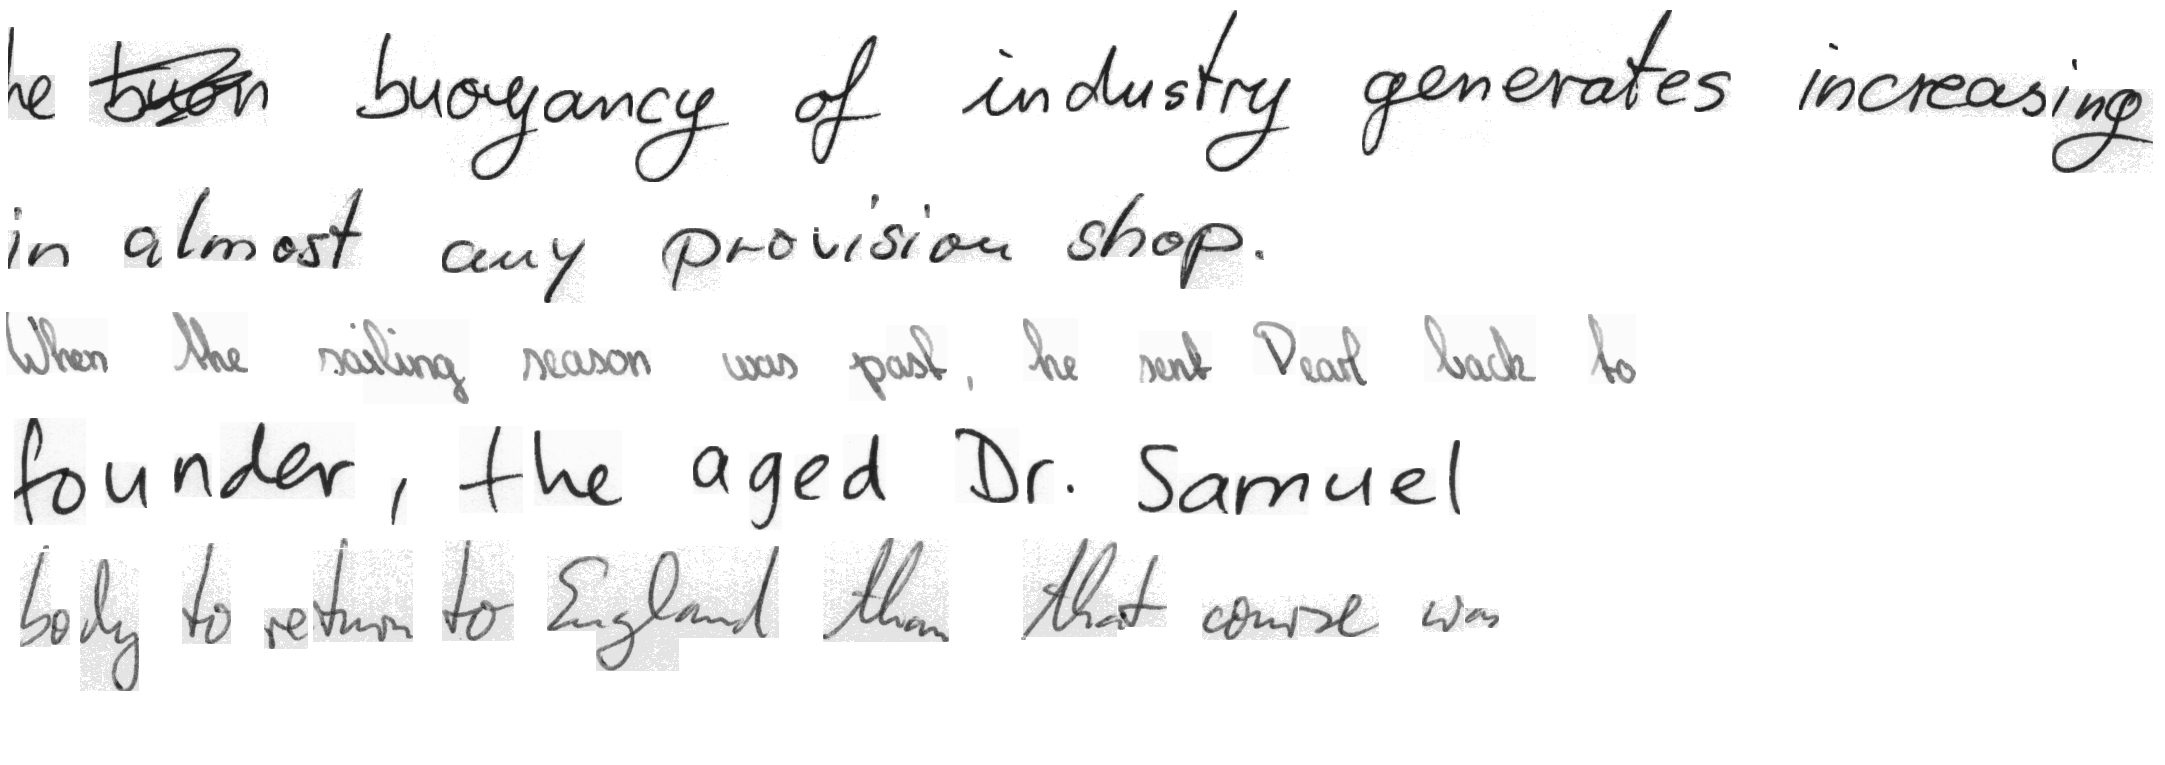 he buoyancy of industry generates increasing
in almost any provision shop.
When the sailing season was past, he sent Pearl back to
founder, the aged Dr. Samuel
body to return to England than that course was